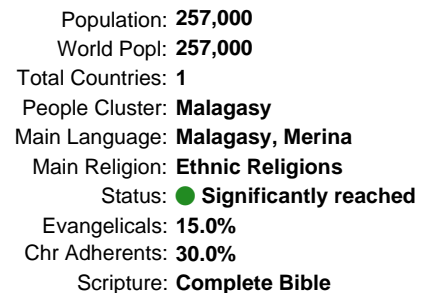 Population: 257,000
World Popl: 257,000
Total Countries: 1
People Cluster: Malagasy
Main Language: Malagasy, Merina
Main Religion: Ethnic Religions
Status: Significantly reached
Evangelicals: 15.0%
Chr Adherents: 30.0%
Scripture: Complete Bible